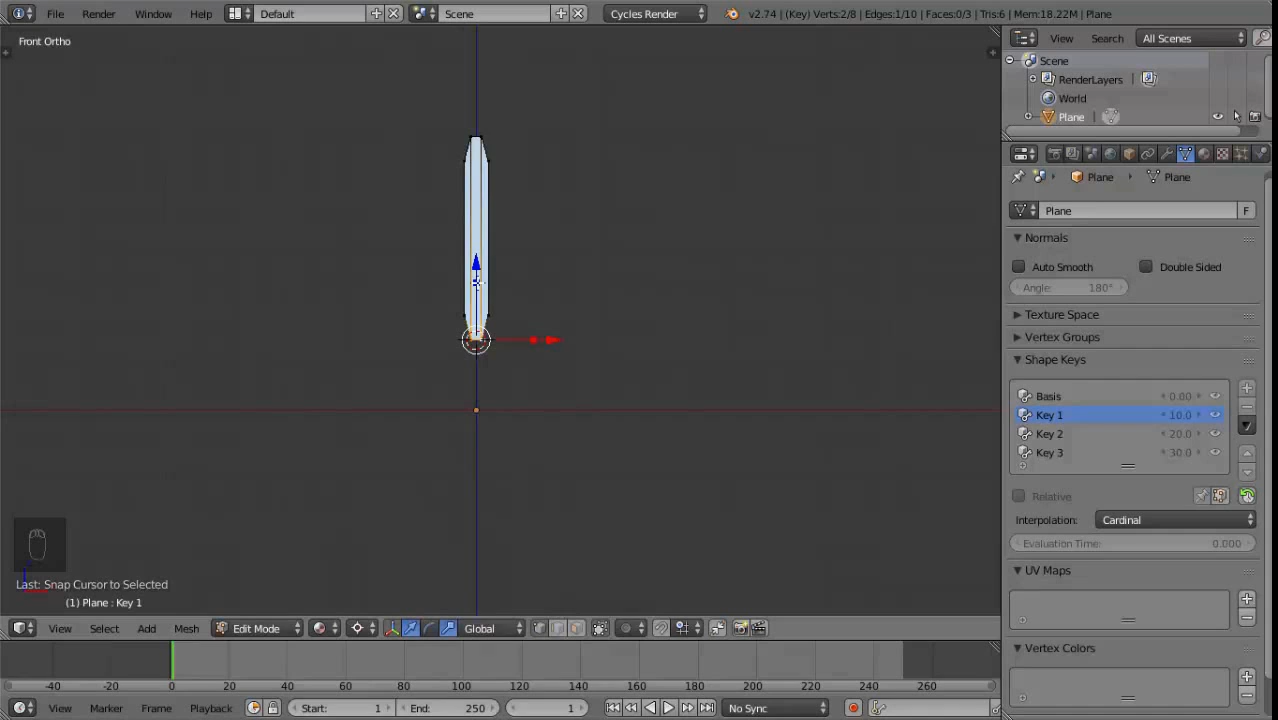 File Render Window Help Default Scene Cycles Render v2.74 | (Key) Verts:2/8 | Edges:1/10 | Faces:0/3 | Tris:6 | Mem:18.22M | Plane
Front Ortho
View Search All Scenes
Scene
RenderLayers
World
Plane
Plane Plane
Plane F
Normals
Auto Smooth Double Sided
Angle: 180°
Texture Space
Vertex Groups
Shape Keys
Basis 0.00
Key 1 10.0
Key 2 20.0
Key 3 30.0
Relative
Interpolation: Cardinal
Evaluation Time: 0.000
UV Maps
Vertex Colors
Last: Snap Cursor to Selected
(1) Plane : Key 1
View Select Add Mesh Edit Mode Global
-40 -20 0 20 40 60 80 100 120 140 160 180 200 220 240 260
View Marker Frame Playback Start: 1 End: 250 1 No Sync